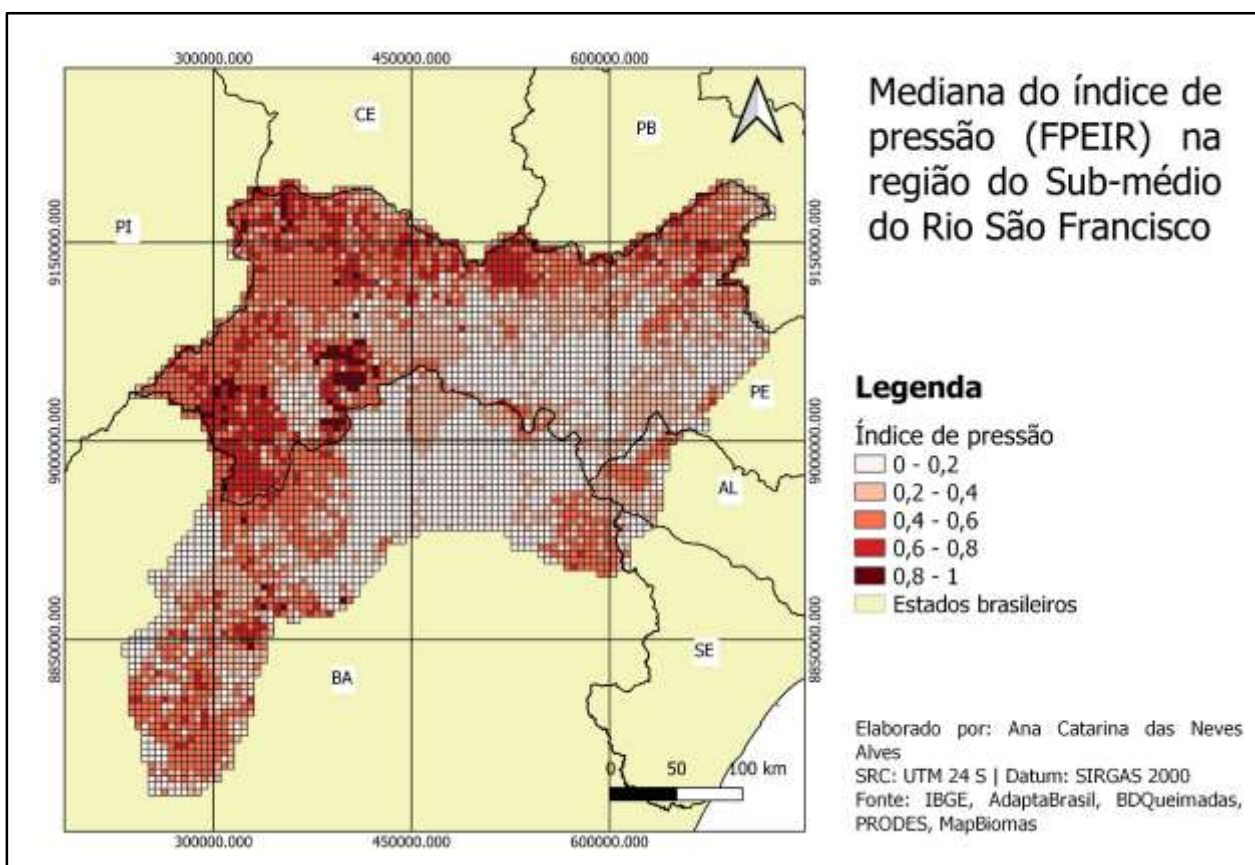 300000.000 450000.000 600000.000
CE
PB
PI
9150000.000 9150000.000
PE
9000000.000 9000000.000
AL
8850000.000 8850000.000
SE
BA
0 50 100 km
300000.000 450000.000 600000.000
Mediana do índice de
pressão (FPEIR) na
região do Sub-médio
do Rio São Francisco
Legenda
Índice de pressão
0 - 0,2
0,2 - 0,4
0,4 - 0,6
0,6 - 0,8
0,8 - 1
Estados brasileiros
Elaborado por: Ana Catarina das Neves
Alves
SRC: UTM 24 S | Datum: SIRGAS 2000
Fonte: IBGE, AdaptaBrasil, BDQueimadas,
PRODES, MapBiomas